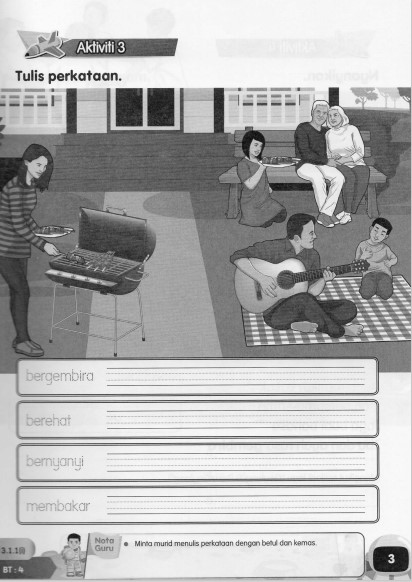 Aktiviti 3
Tulis perkataan.
bergembira
berehat
bernyanyi
membakar
Nota Guru
• Minta murid menulis perkataan dengan betul dan kemas.
3.1.1(i)
BT : 4
3